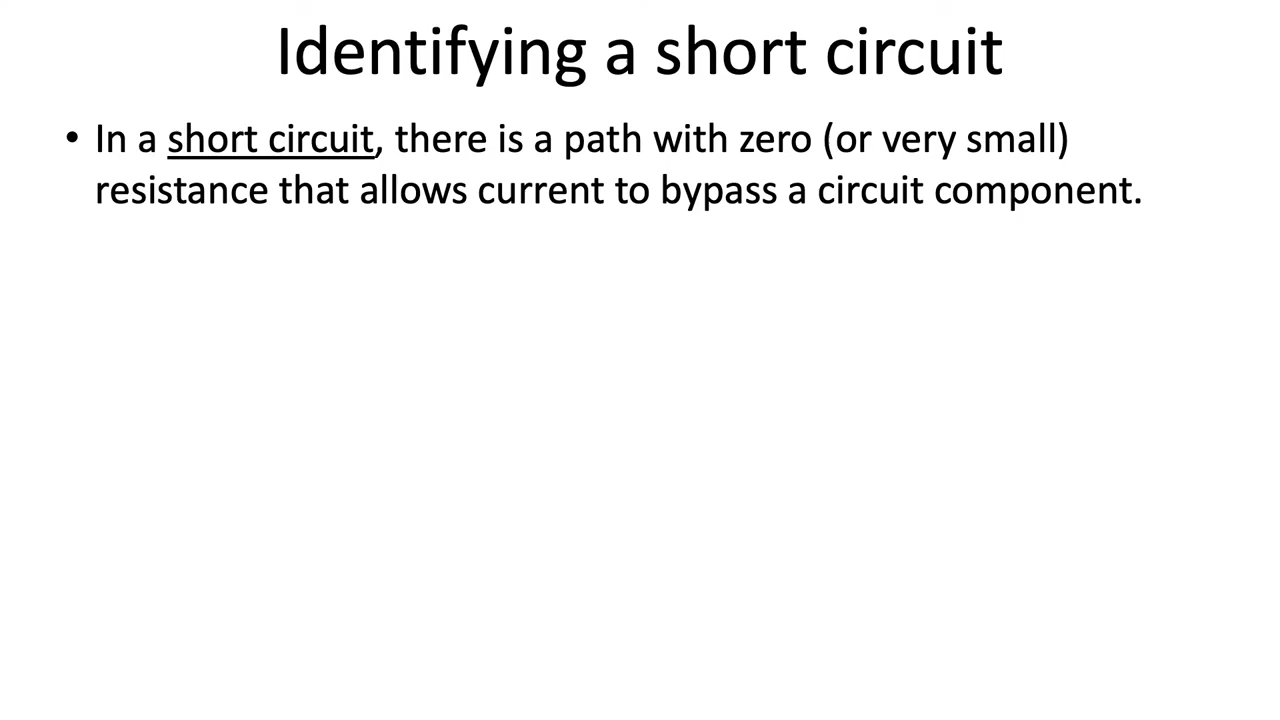 Identifying a short circuit
• In a short circuit, there is a path with zero (or very small)
resistance that allows current to bypass a circuit component.